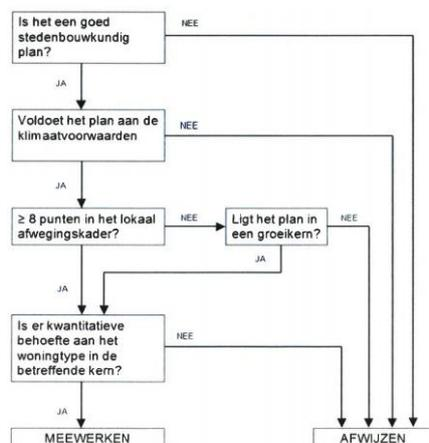 Is het een goed
stedenbouwkundig
plan?
NEE
JA
Voldoet het plan aan de
klimaatvoorwaarden
NEE
JA
≥ 8 punten in het lokaal
afwegingskader?
NEE
Ligt het plan in
een groeikern?
NEE
JA
JA
Is er kwantitatieve
behoefte aan het
woningtype in de
betreffende kern?
NEE
JA
MEEWERKEN
AFWIJZEN